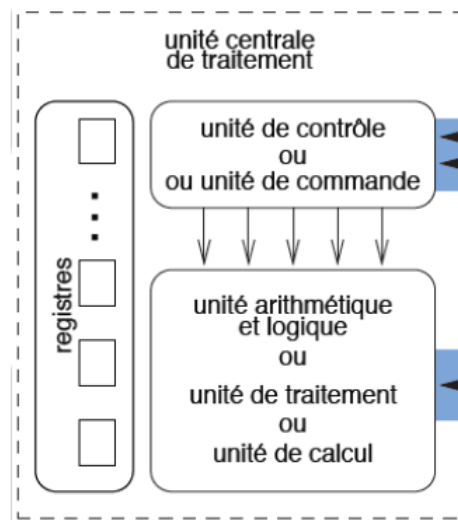 unité centrale
de traitement
registres
unité de contrôle
ou
ou unité de commande
unité arithmétique
et logique
ou
unité de traitement
ou
unité de calcul